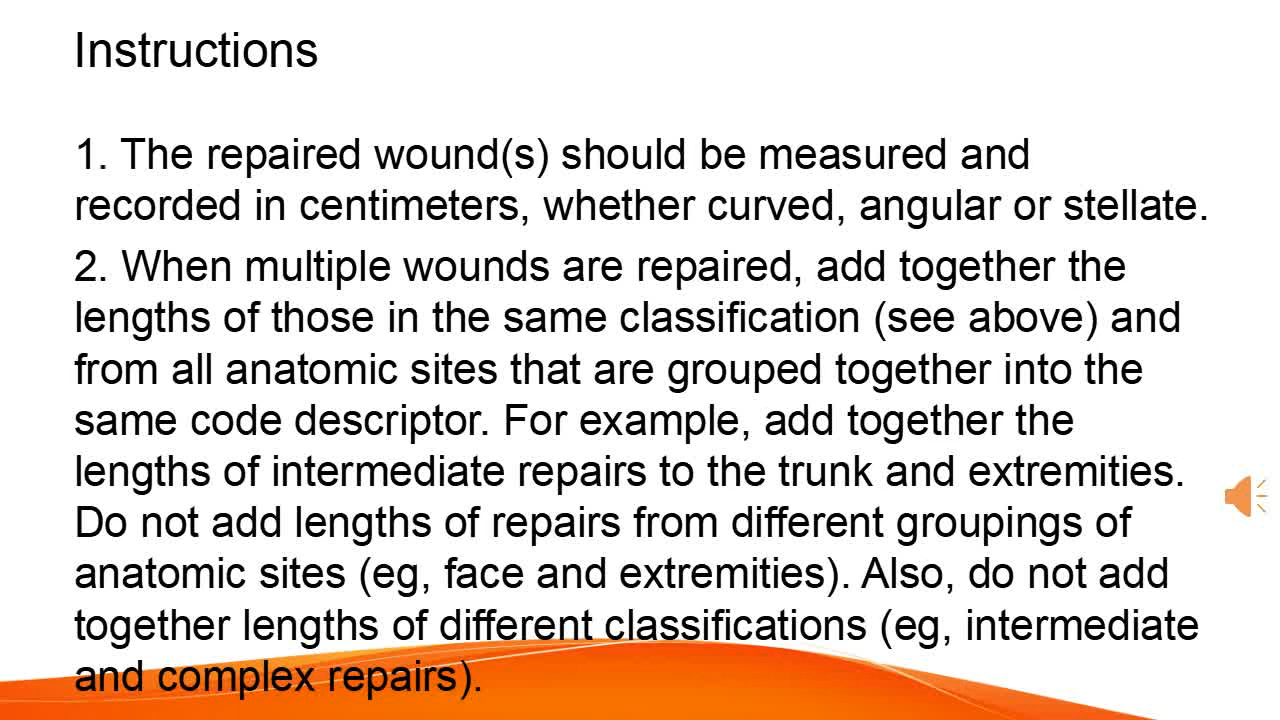 Instructions
1. The repaired wound(s) should be measured and
recorded in centimeters, whether curved, angular or stellate.
2. When multiple wounds are repaired, add together the
lengths of those in the same classification (see above) and
from all anatomic sites that are grouped together into the
same code descriptor. For example, add together the
lengths of intermediate repairs to the trunk and extremities.
Do not add lengths of repairs from different groupings of
anatomic sites (eg, face and extremities). Also, do not add
together lengths of different classifications (eg, intermediate
and complex repairs).